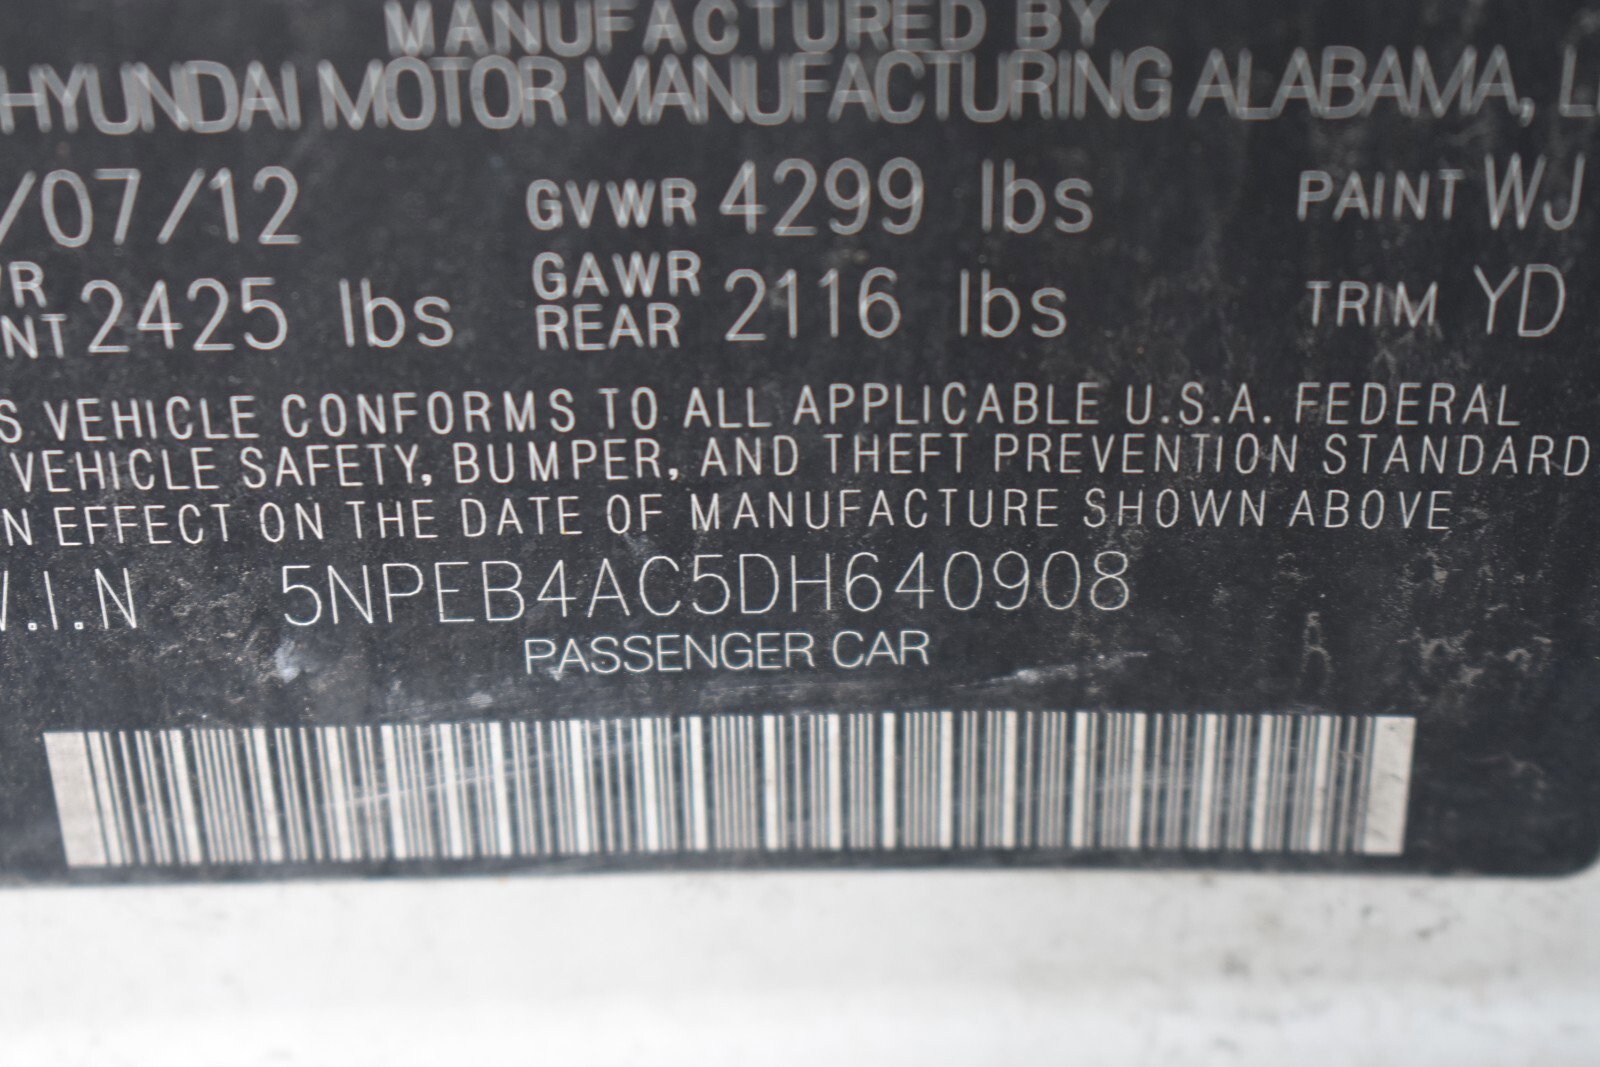 MANUFACTURED BY
HYUNDAI MOTOR MANUFACTURING ALABAMA, L
/07/12 GVWR 4299 lbs PAINT WJ
WR
NT 2425 lbs GAWR
REAR 2116 lbs TRIM YD
S VEHICLE CONFORMS TO ALL APPLICABLE U.S.A. FEDERAL
VEHICLE SAFETY, BUMPER, AND THEFT PREVENTION STANDARD
N EFFECT ON THE DATE OF MANUFACTURE SHOWN ABOVE
V.I.N 5NPEB4AC5DH640908
PASSENGER CAR